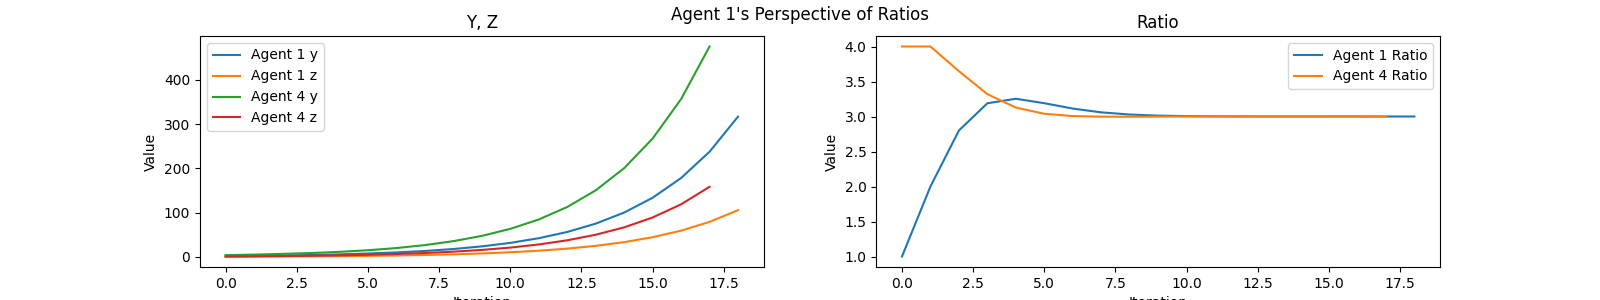 Agent 1's Perspective of Ratios
Y, Z
Agent 1 y
Agent 1 z
Agent 4 y
Agent 4 z
Value
400
300
200
100
0
0.0 2.5 5.0 7.5 10.0 12.5 15.0 17.5
Iteration
Ratio
Agent 1 Ratio
Agent 4 Ratio
Value
4.0
3.5
3.0
2.5
2.0
1.5
1.0
0.0 2.5 5.0 7.5 10.0 12.5 15.0 17.5
Iteration